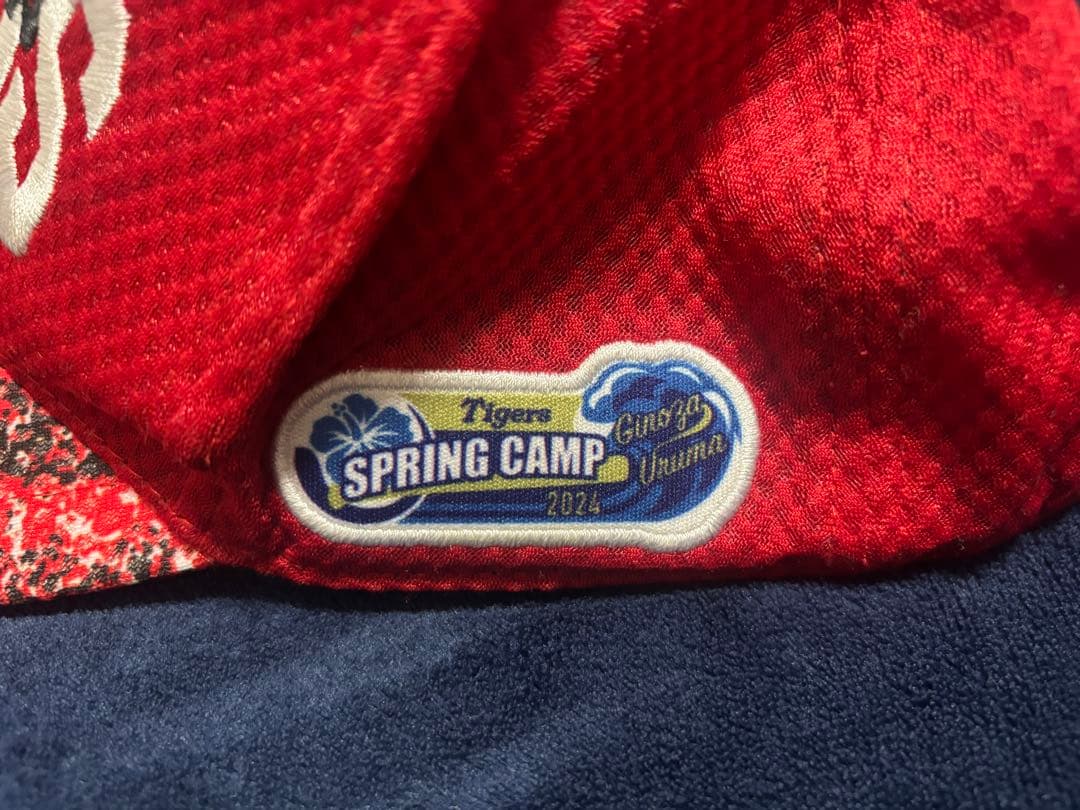 Tigers
SPRING CAMP
2024
Ginoza
Uruma